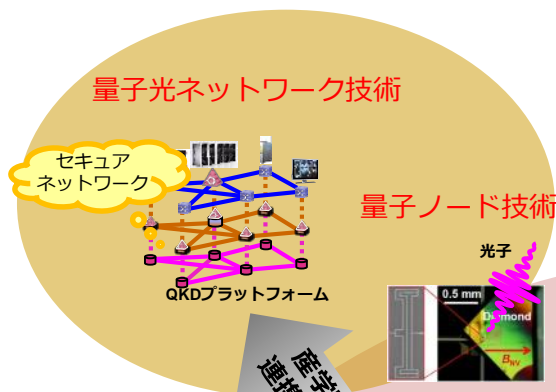 量子光ネットワーク技術
セキュア
ネットワーク
量子ノード技術
光子
QKDプラットフォーム
0.5 mm
Diamond
B_NV
産学
連携